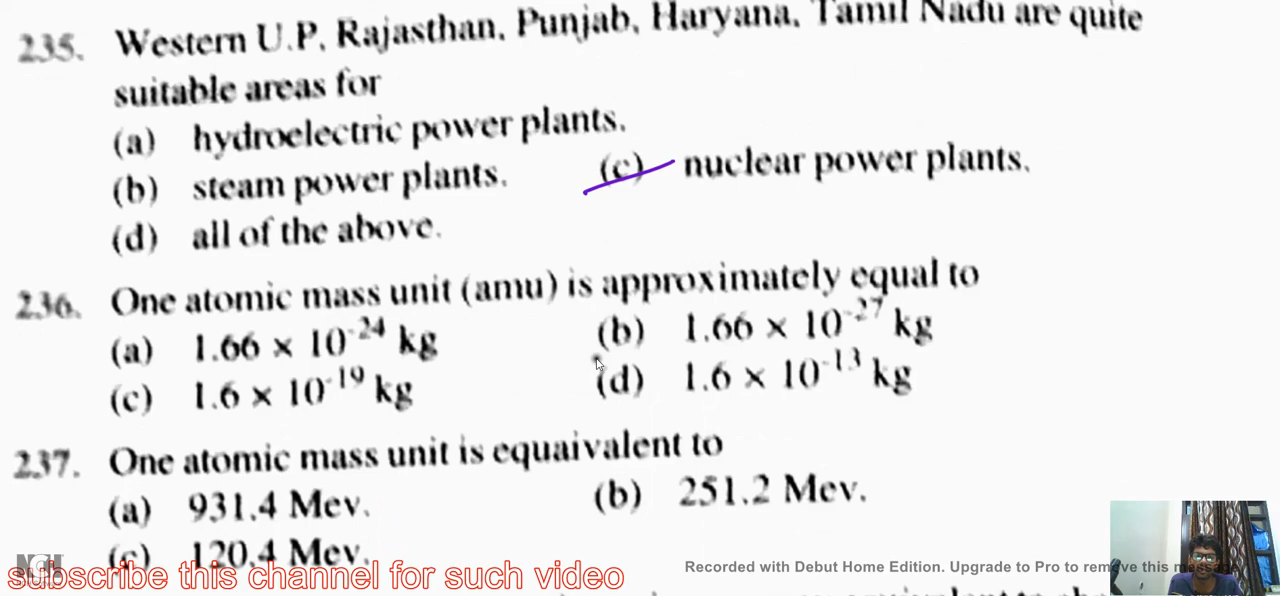 235. Western U.P. Rajasthan, Punjab, Haryana, Tamil Nadu are quite
suitable areas for
(a) hydroelectric power plants.
(b) steam power plants. (c) nuclear power plants.
(d) all of the above.
236. One atomic mass unit (amu) is approximately equal to
(a) 1.66 × 10⁻²⁴ kg (b) 1.66 × 10⁻²⁷ kg
(c) 1.6 × 10⁻¹⁹ kg (d) 1.6 × 10⁻¹³ kg
237. One atomic mass unit is equaivalent to
(a) 931.4 Mev. (b) 251.2 Mev.
(c) 120.4 Mev.
subscribe this channel for such video
Recorded with Debut Home Edition. Upgrade to Pro to remove this message.